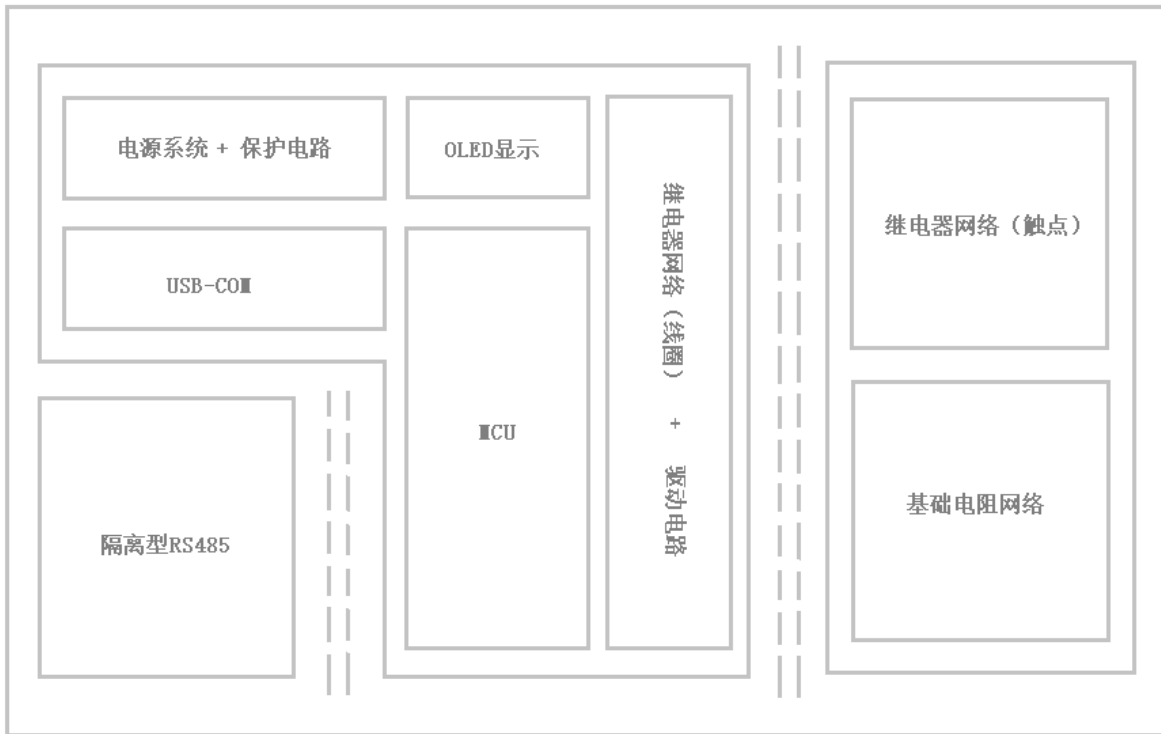 电源系统 + 保护电路
OLED显示
USB-COM
MCU
继电器网络（线圈） + 驱动电路
隔离型RS485
继电器网络（触点）
基础电阻网络